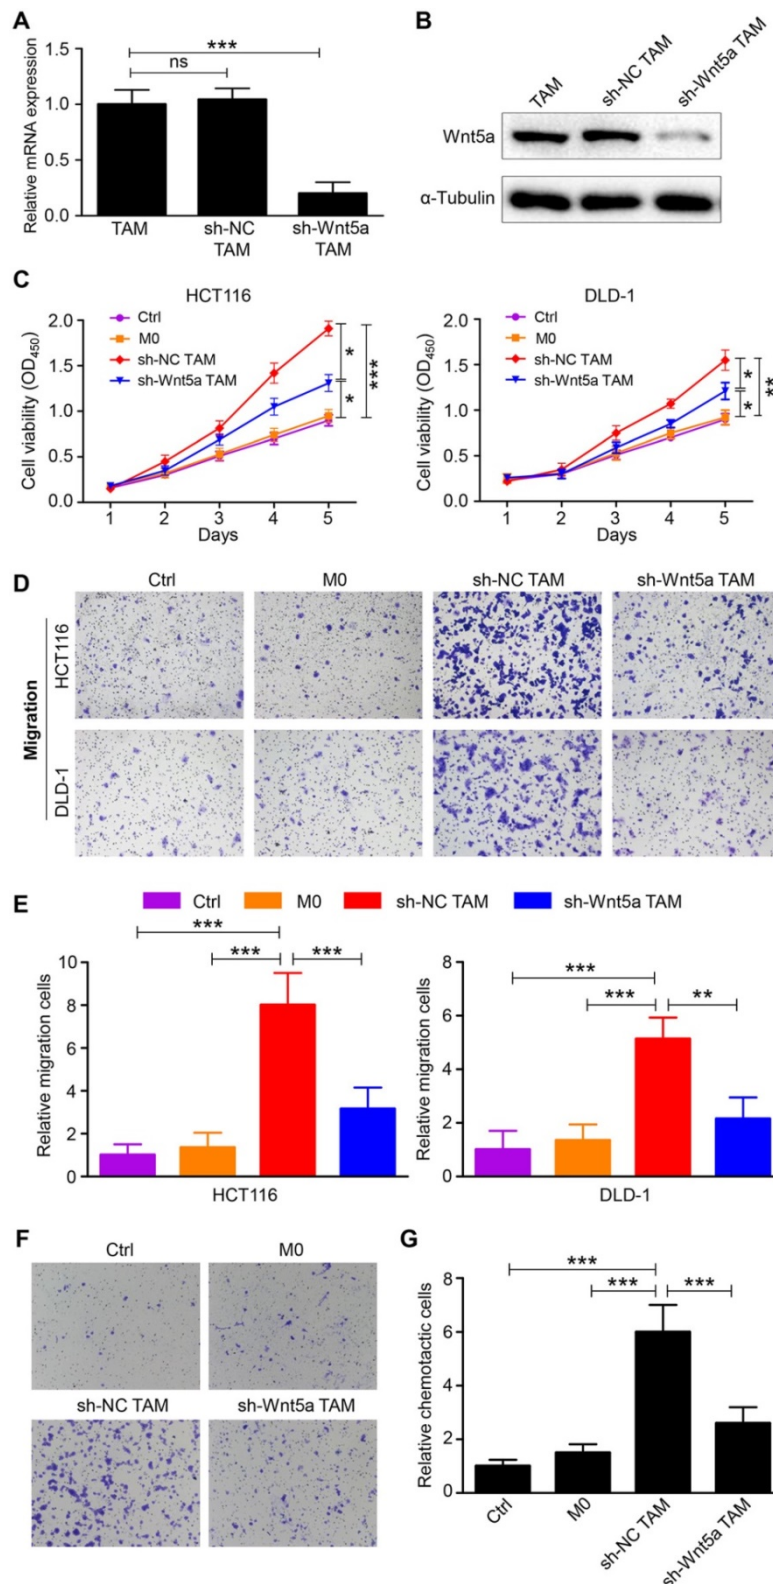 A
***
ns
Relative mRNA expression
1.5
1.0
0.5
0.0
TAM
sh-NC
TAM
sh-Wnt5a
TAM
B
TAM
sh-NC TAM
sh-Wnt5a TAM
Wnt5a
α-Tubulin
C
HCT116
Ctrl
M0
sh-NC TAM
sh-Wnt5a TAM
Cell viability (OD450)
2.0
1.5
1.0
0.5
0.0
*
*
***
1 2 3 4 5
Days
DLD-1
Ctrl
M0
sh-NC TAM
sh-Wnt5a TAM
Cell viability (OD450)
2.0
1.5
1.0
0.5
0.0
*
*
**
1 2 3 4 5
Days
D
Ctrl M0 sh-NC TAM sh-Wnt5a TAM
Migration
HCT116
DLD-1
E
Ctrl M0 sh-NC TAM sh-Wnt5a TAM
***
*** ***
Relative migration cells
10
8
6
4
2
0
HCT116
***
*** **
Relative migration cells
8
6
4
2
0
DLD-1
F
Ctrl M0
sh-NC TAM sh-Wnt5a TAM
G
***
*** ***
Relative chemotactic cells
8
6
4
2
0
Ctrl
M0
sh-NC TAM
sh-Wnt5a TAM